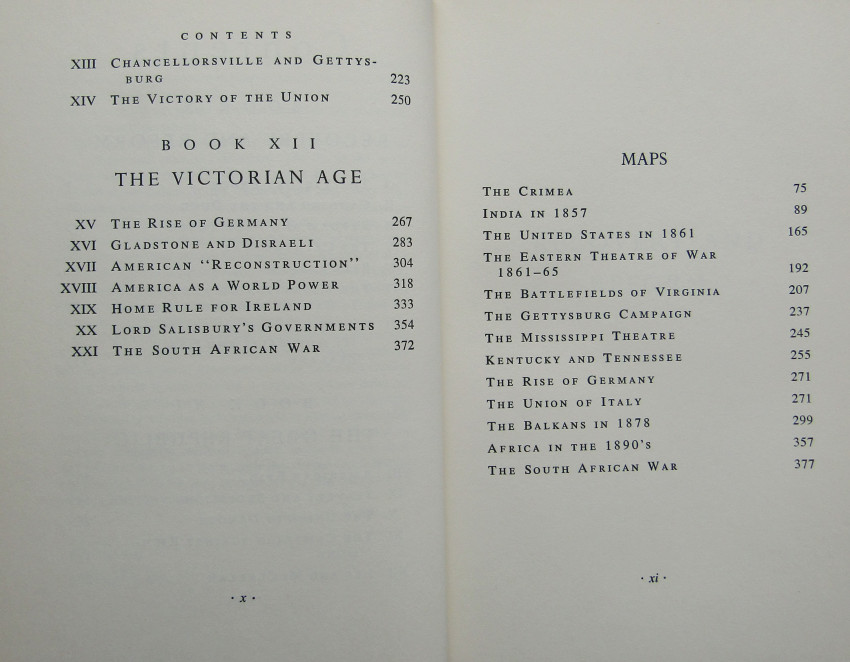 CONTENTS
XIII CHANCELLORSVILLE AND GETTYS-
BURG 223
XIV THE VICTORY OF THE UNION 250
BOOK XII
THE VICTORIAN AGE
XV THE RISE OF GERMANY 267
XVI GLADSTONE AND DISRAELI 283
XVII AMERICAN "RECONSTRUCTION" 304
XVIII AMERICA AS A WORLD POWER 318
XIX HOME RULE FOR IRELAND 333
XX LORD SALISBURY'S GOVERNMENTS 354
XXI THE SOUTH AFRICAN WAR 372
· x ·
MAPS
THE CRIMEA 75
INDIA IN 1857 89
THE UNITED STATES IN 1861 165
THE EASTERN THEATRE OF WAR
1861–65 192
THE BATTLEFIELDS OF VIRGINIA 207
THE GETTYSBURG CAMPAIGN 237
THE MISSISSIPPI THEATRE 245
KENTUCKY AND TENNESSEE 255
THE RISE OF GERMANY 271
THE UNION OF ITALY 271
THE BALKANS IN 1878 299
AFRICA IN THE 1890'S 357
THE SOUTH AFRICAN WAR 377
· xi ·